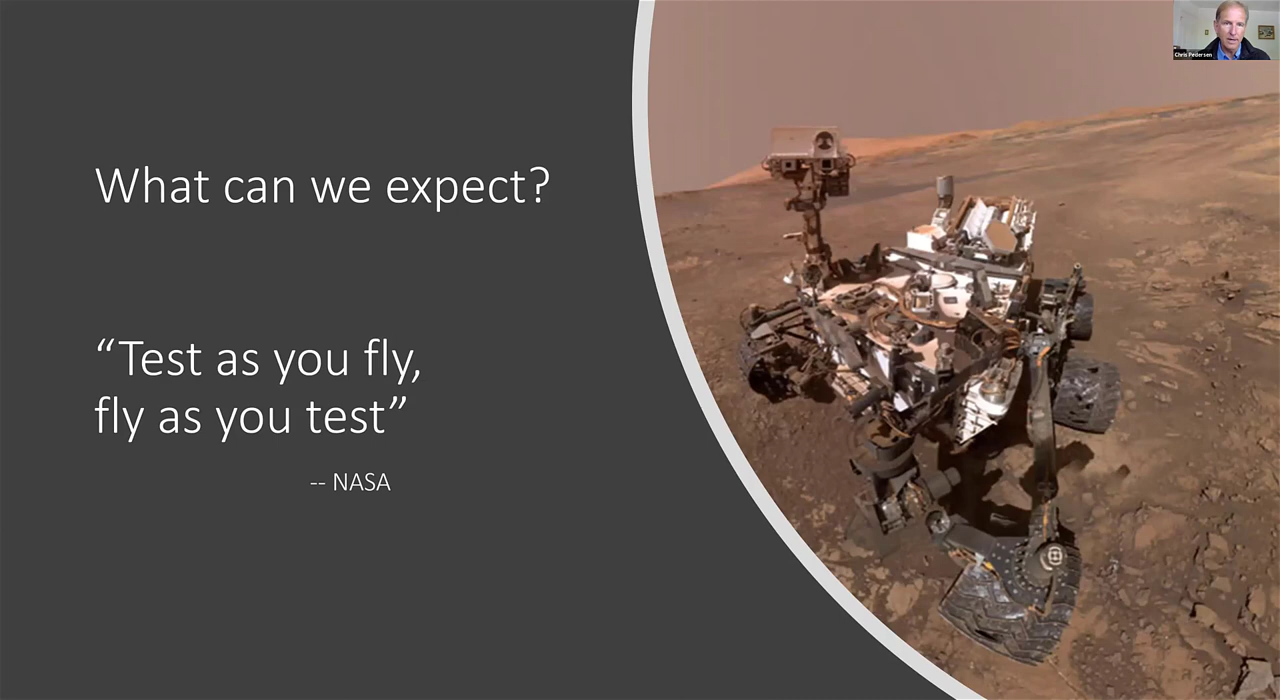 What can we expect?
“Test as you fly,
fly as you test”
-- NASA
Chris Pedersen